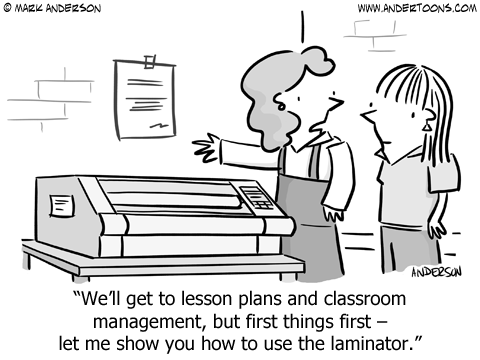 © MARK ANDERSON
WWW.ANDERTOONS.COM
ANDERSON
"We'll get to lesson plans and classroom
management, but first things first –
let me show you how to use the laminator."